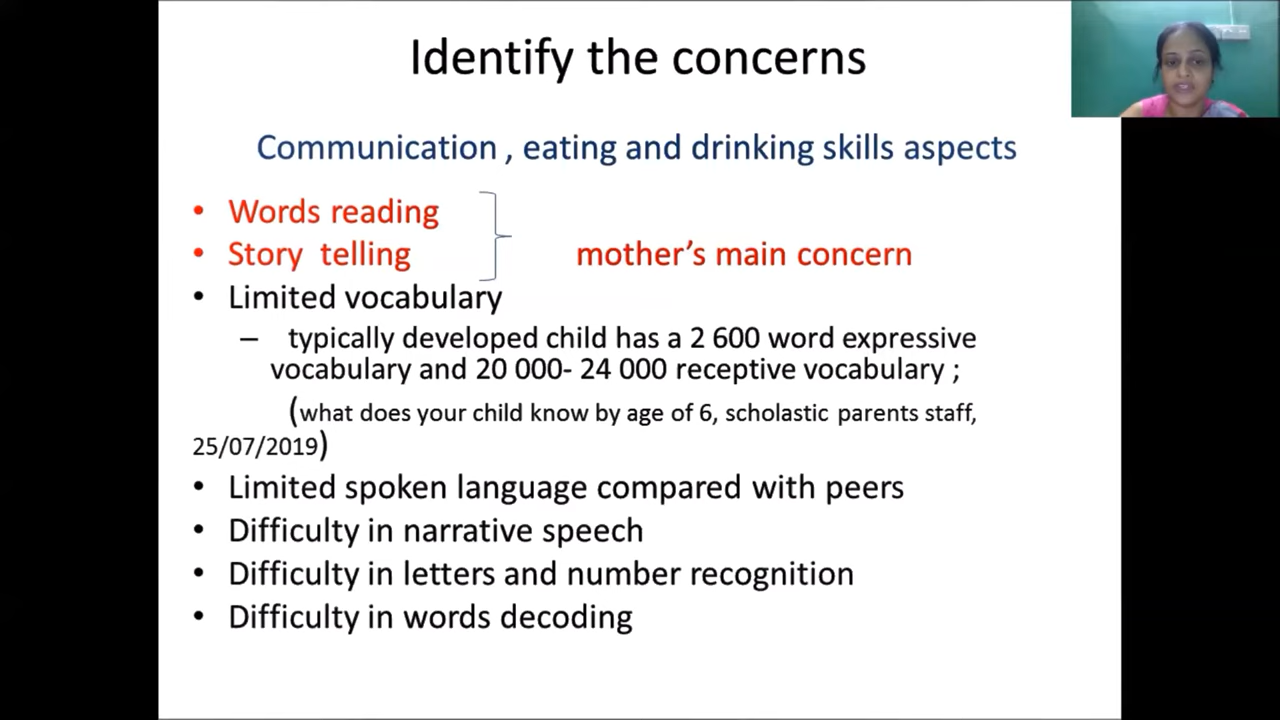 Identify the concerns
Communication , eating and drinking skills aspects
• Words reading
• Story telling
mother's main concern
• Limited vocabulary
– typically developed child has a 2 600 word expressive
vocabulary and 20 000- 24 000 receptive vocabulary ;
(what does your child know by age of 6, scholastic parents staff,
25/07/2019)
• Limited spoken language compared with peers
• Difficulty in narrative speech
• Difficulty in letters and number recognition
• Difficulty in words decoding